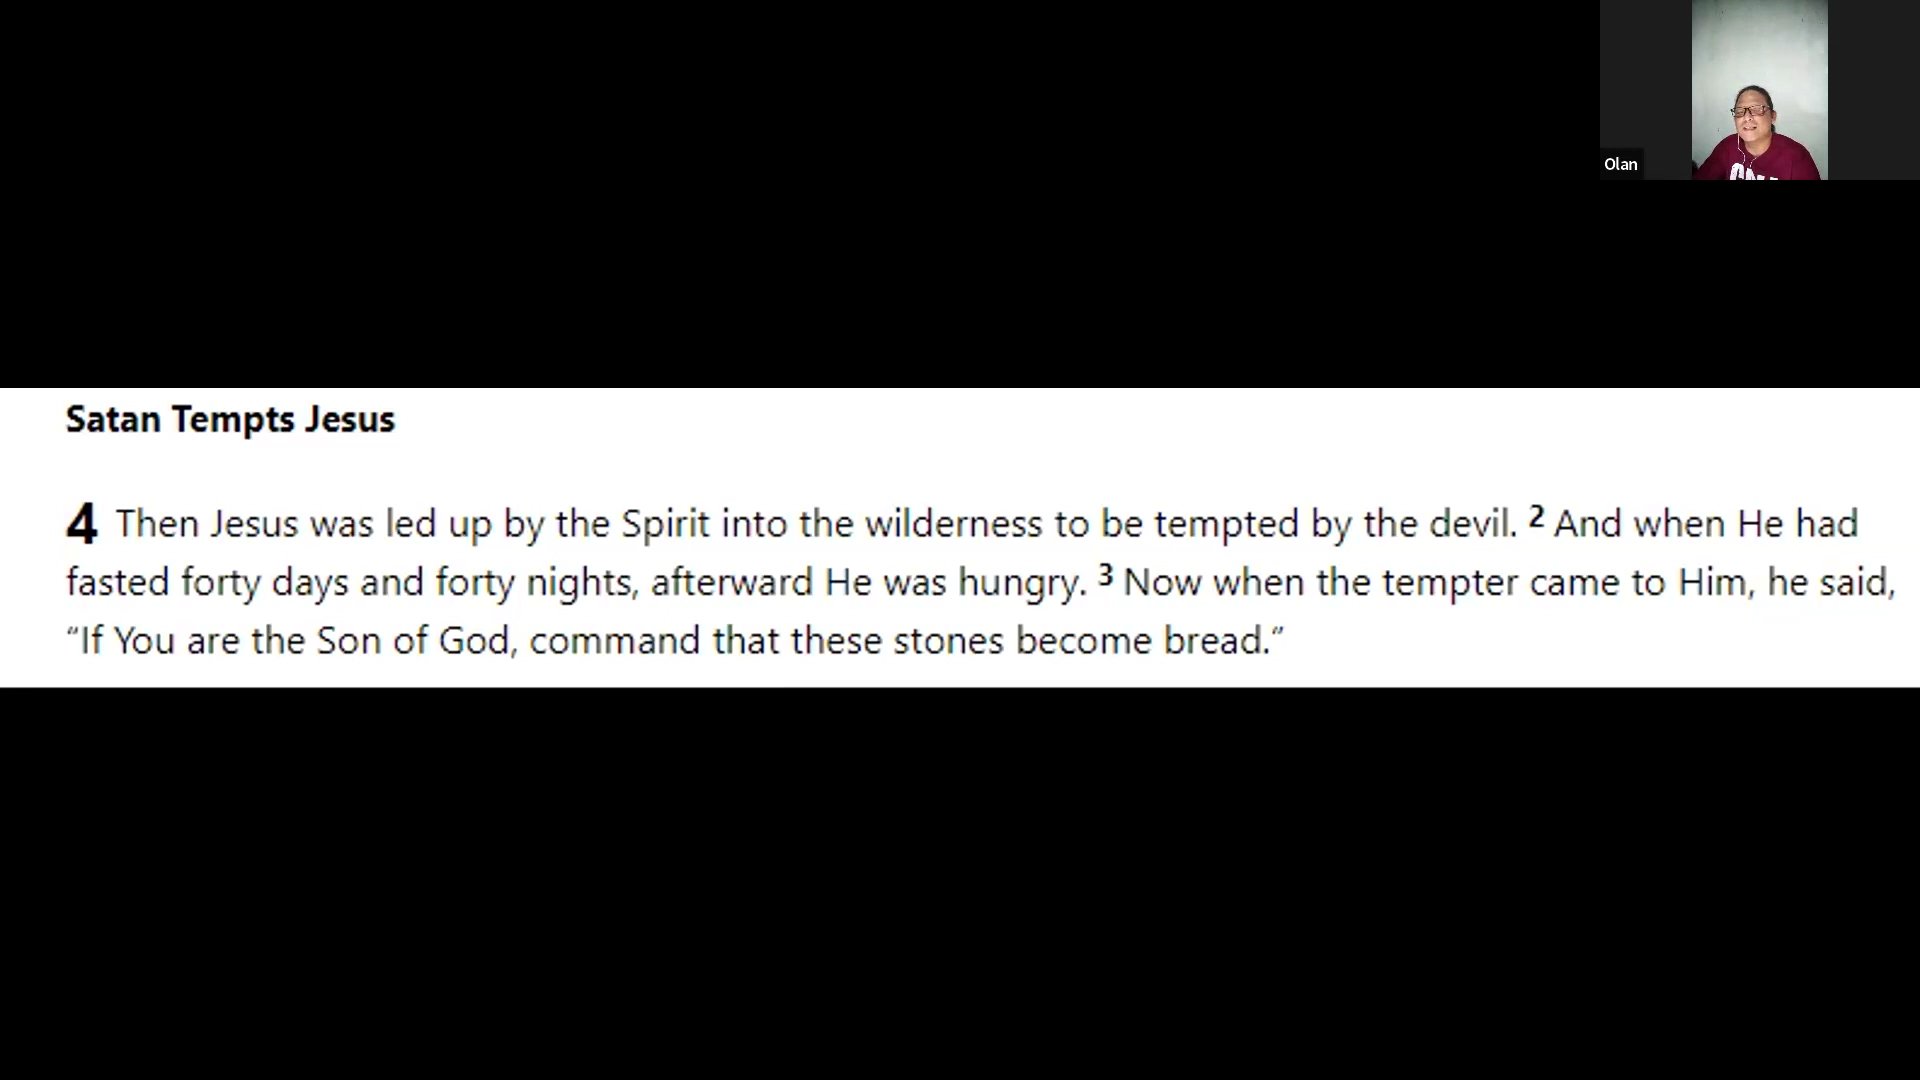 Olan
Satan Tempts Jesus
4 Then Jesus was led up by the Spirit into the wilderness to be tempted by the devil. 2 And when He had
fasted forty days and forty nights, afterward He was hungry. 3 Now when the tempter came to Him, he said,
“If You are the Son of God, command that these stones become bread.”